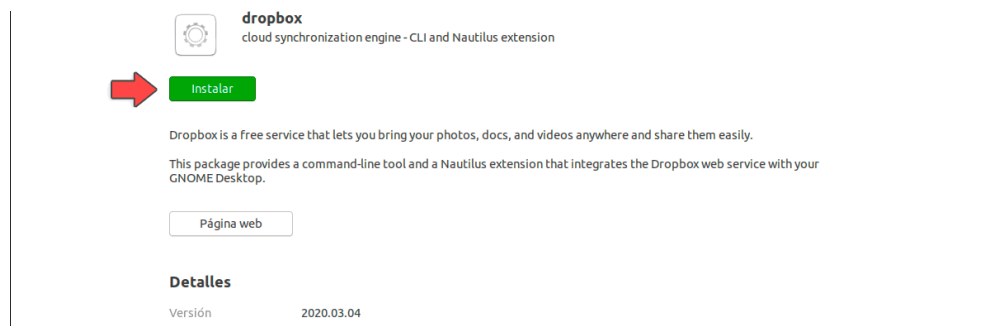 dropbox
cloud synchronization engine - CLI and Nautilus extension
Instalar
Dropbox is a free service that lets you bring your photos, docs, and videos anywhere and share them easily.
This package provides a command-line tool and a Nautilus extension that integrates the Dropbox web service with your
GNOME Desktop.
Página web
Detalles
Versión 2020.03.04